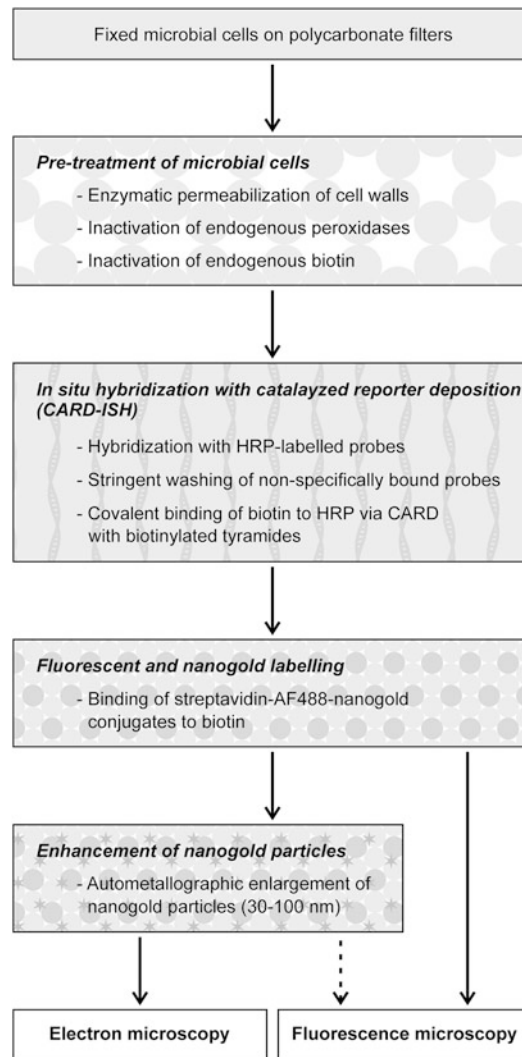 Fixed microbial cells on polycarbonate filters
Pre-treatment of microbial cells
- Enzymatic permeabilization of cell walls
- Inactivation of endogenous peroxidases
- Inactivation of endogenous biotin
In situ hybridization with catalayzed reporter deposition
(CARD-ISH)
- Hybridization with HRP-labelled probes
- Stringent washing of non-specifically bound probes
- Covalent binding of biotin to HRP via CARD
with biotinylated tyramides
Fluorescent and nanogold labelling
- Binding of streptavidin-AF488-nanogold
conjugates to biotin
Enhancement of nanogold particles
- Autometallographic enlargement of
nanogold particles (30-100 nm)
Electron microscopy
Fluorescence microscopy